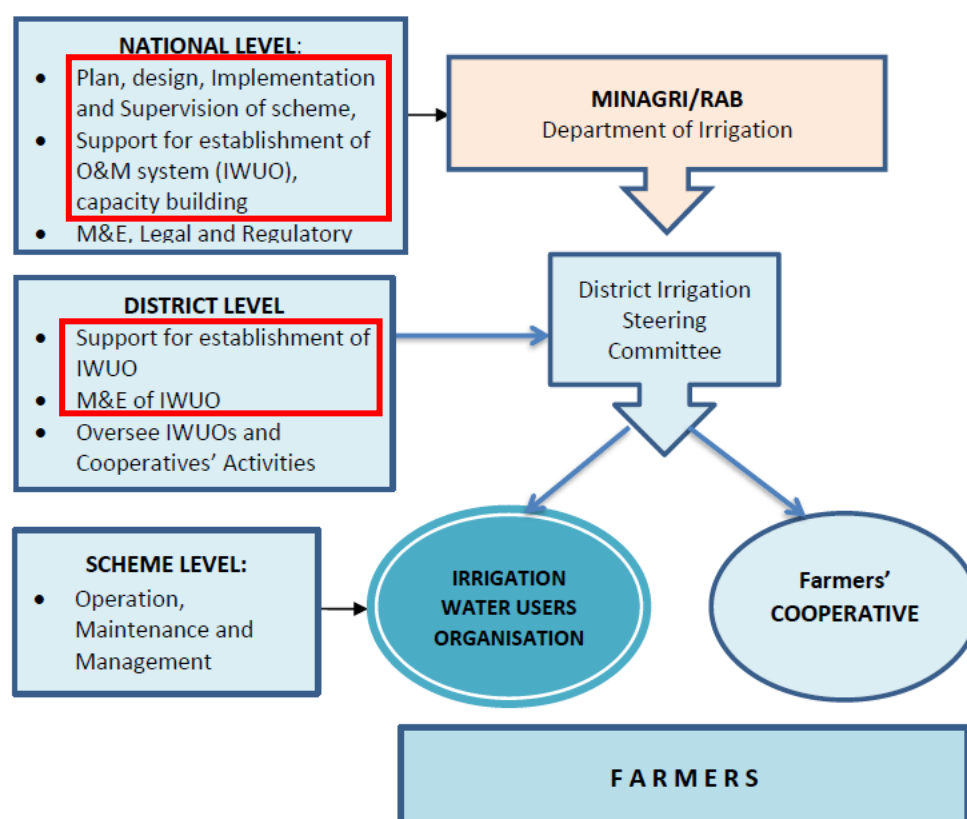 NATIONAL LEVEL:
• Plan, design, Implementation
and Supervision of scheme,
• Support for establishment of
O&M system (IWUO),
capacity building
• M&E, Legal and Regulatory
MINAGRI/RAB
Department of Irrigation
DISTRICT LEVEL
• Support for establishment of
IWUO
• M&E of IWUO
• Oversee IWUOs and
Cooperatives’ Activities
District Irrigation
Steering
Committee
SCHEME LEVEL:
• Operation,
Maintenance and
Management
IRRIGATION
WATER USERS
ORGANISATION
Farmers’
COOPERATIVE
FARMERS